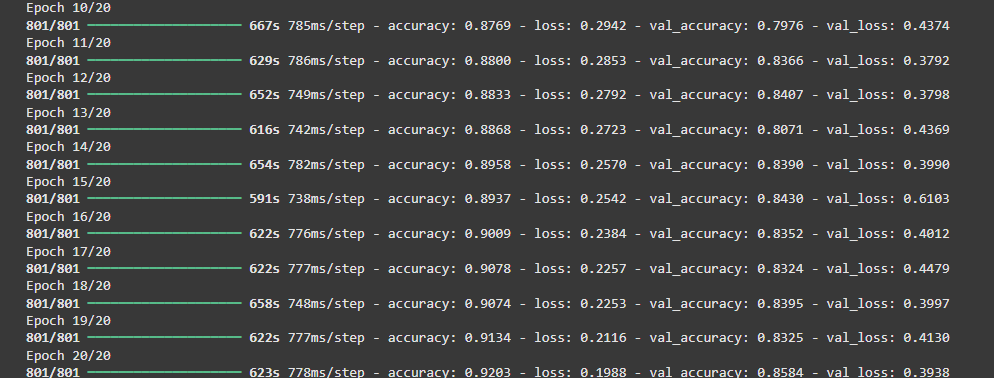 Epoch 10/20
801/801 ━━━━━━━━━━━━━━━━━━━━ 667s 785ms/step - accuracy: 0.8769 - loss: 0.2942 - val_accuracy: 0.7976 - val_loss: 0.4374
Epoch 11/20
801/801 ━━━━━━━━━━━━━━━━━━━━ 629s 786ms/step - accuracy: 0.8800 - loss: 0.2853 - val_accuracy: 0.8366 - val_loss: 0.3792
Epoch 12/20
801/801 ━━━━━━━━━━━━━━━━━━━━ 652s 749ms/step - accuracy: 0.8833 - loss: 0.2792 - val_accuracy: 0.8407 - val_loss: 0.3798
Epoch 13/20
801/801 ━━━━━━━━━━━━━━━━━━━━ 616s 742ms/step - accuracy: 0.8868 - loss: 0.2723 - val_accuracy: 0.8071 - val_loss: 0.4369
Epoch 14/20
801/801 ━━━━━━━━━━━━━━━━━━━━ 654s 782ms/step - accuracy: 0.8958 - loss: 0.2570 - val_accuracy: 0.8390 - val_loss: 0.3990
Epoch 15/20
801/801 ━━━━━━━━━━━━━━━━━━━━ 591s 738ms/step - accuracy: 0.8937 - loss: 0.2542 - val_accuracy: 0.8430 - val_loss: 0.6103
Epoch 16/20
801/801 ━━━━━━━━━━━━━━━━━━━━ 622s 776ms/step - accuracy: 0.9009 - loss: 0.2384 - val_accuracy: 0.8352 - val_loss: 0.4012
Epoch 17/20
801/801 ━━━━━━━━━━━━━━━━━━━━ 622s 777ms/step - accuracy: 0.9078 - loss: 0.2257 - val_accuracy: 0.8324 - val_loss: 0.4479
Epoch 18/20
801/801 ━━━━━━━━━━━━━━━━━━━━ 658s 748ms/step - accuracy: 0.9074 - loss: 0.2253 - val_accuracy: 0.8395 - val_loss: 0.3997
Epoch 19/20
801/801 ━━━━━━━━━━━━━━━━━━━━ 622s 777ms/step - accuracy: 0.9134 - loss: 0.2116 - val_accuracy: 0.8325 - val_loss: 0.4130
Epoch 20/20
801/801 ━━━━━━━━━━━━━━━━━━━━ 623s 778ms/step - accuracy: 0.9203 - loss: 0.1988 - val_accuracy: 0.8584 - val_loss: 0.3938